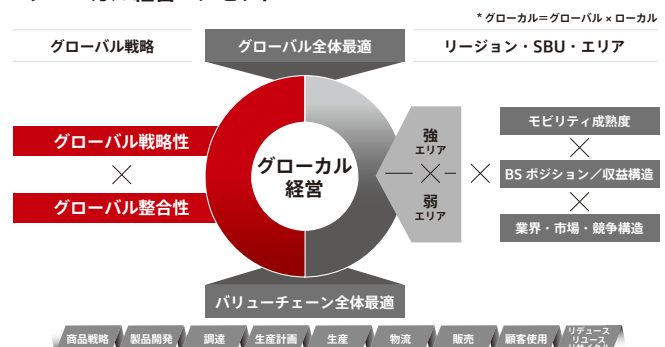 * グローカル＝グローバル × ローカル
グローバル戦略
グローバル全体最適
リージョン・SBU・エリア
グローバル戦略性
×
グローバル整合性
グローカル
経営
強
エリア
×
弱
エリア
×
モビリティ成熟度
×
BS ポジション／収益構造
×
業界・市場・競争構造
バリューチェーン全体最適
商品戦略
製品開発
調達
生産計画
生産
物流
販売
顧客使用
リデュース
リユース
リサイクル